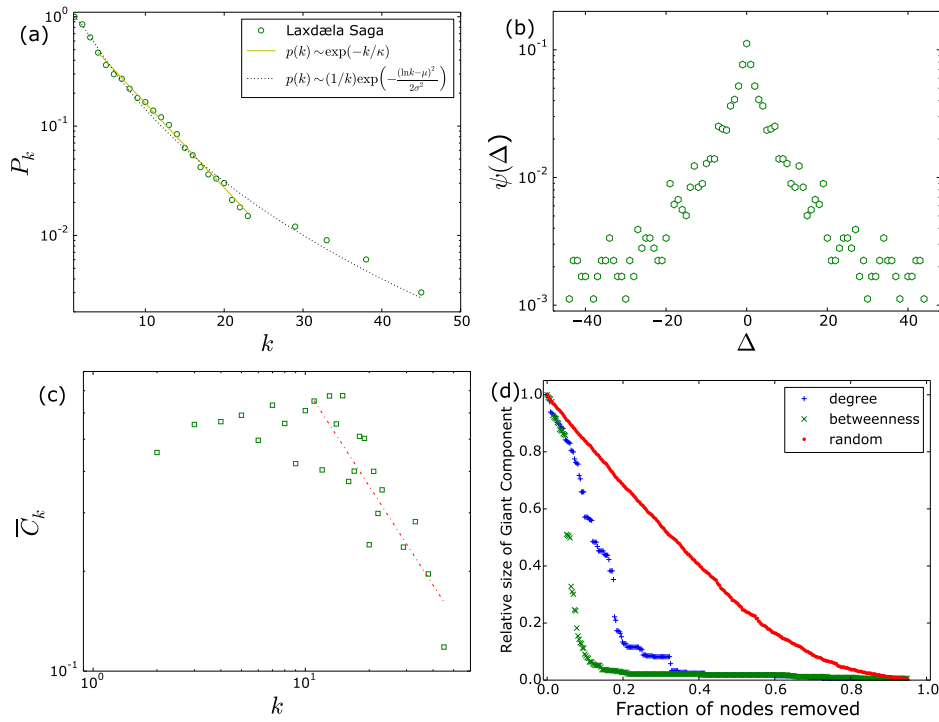 (a)
10^0
10^{-1}
10^{-2}
P_k
10 20 30 40 50
k
Laxdæla Saga
p(k) ~ exp(−k/κ)
p(k) ~ (1/k)exp(−(lnk−μ)²/2σ²)
(b)
10^{-1}
10^{-2}
10^{-3}
ψ(Δ)
−40 −20 0 20 40
Δ
(c)
10^{-1}
C̅_k
10^0 10^1
k
(d)
1.0
0.8
0.6
0.4
0.2
0.0
Relative size of Giant Component
0.0 0.2 0.4 0.6 0.8 1.0
Fraction of nodes removed
degree
betweenness
random